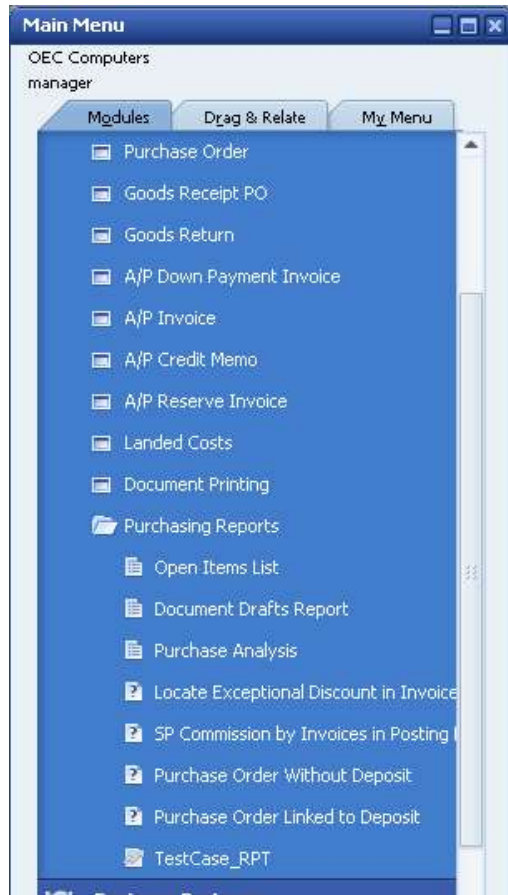 Main Menu
OEC Computers
manager
Modules
Drag & Relate
My Menu
Purchase Order
Goods Receipt PO
Goods Return
A/P Down Payment Invoice
A/P Invoice
A/P Credit Memo
A/P Reserve Invoice
Landed Costs
Document Printing
Purchasing Reports
Open Items List
Document Drafts Report
Purchase Analysis
Locate Exceptional Discount in Invoice
SP Commission by Invoices in Posting
Purchase Order Without Deposit
Purchase Order Linked to Deposit
TestCase_RPT